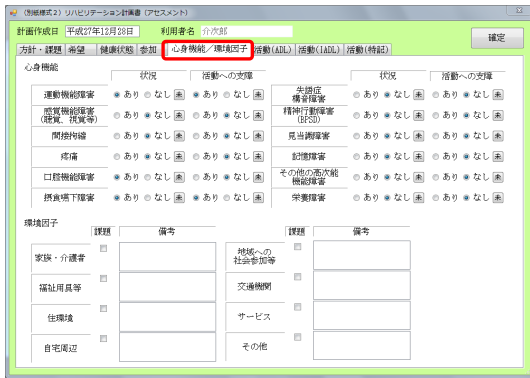 (別紙様式2) リハビリテーション計画書 (アセスメント)
計画作成日 平成27年12月28日 利用者名 介次郎
確定
方針・課題 希望 健康状態 参加 心身機能/環境因子 活動(ADL) 活動(IADL) 活動(特記)
心身機能
状況 活動への支障 状況 活動への支障
運動機能障害 あり なし 未 あり なし 未 失語症 構音障害 あり なし 未 あり なし 未
感覚機能障害 (聴覚、視覚等) あり なし 未 あり なし 未 精神行動障害 (BPSD) あり なし 未 あり なし 未
間接拘縮 あり なし 未 あり なし 未 見当識障害 あり なし 未 あり なし 未
疼痛 あり なし 未 あり なし 未 記憶障害 あり なし 未 あり なし 未
口腔機能障害 あり なし 未 あり なし 未 その他の高次脳 機能障害 あり なし 未 あり なし 未
摂食嚥下障害 あり なし 未 あり なし 未 栄養障害 あり なし 未 あり なし 未
環境因子
課題 備考 課題 備考
家族・介護者 地域への 社会参加等
福祉用具等 交通機関
住環境 サービス
自宅周辺 その他